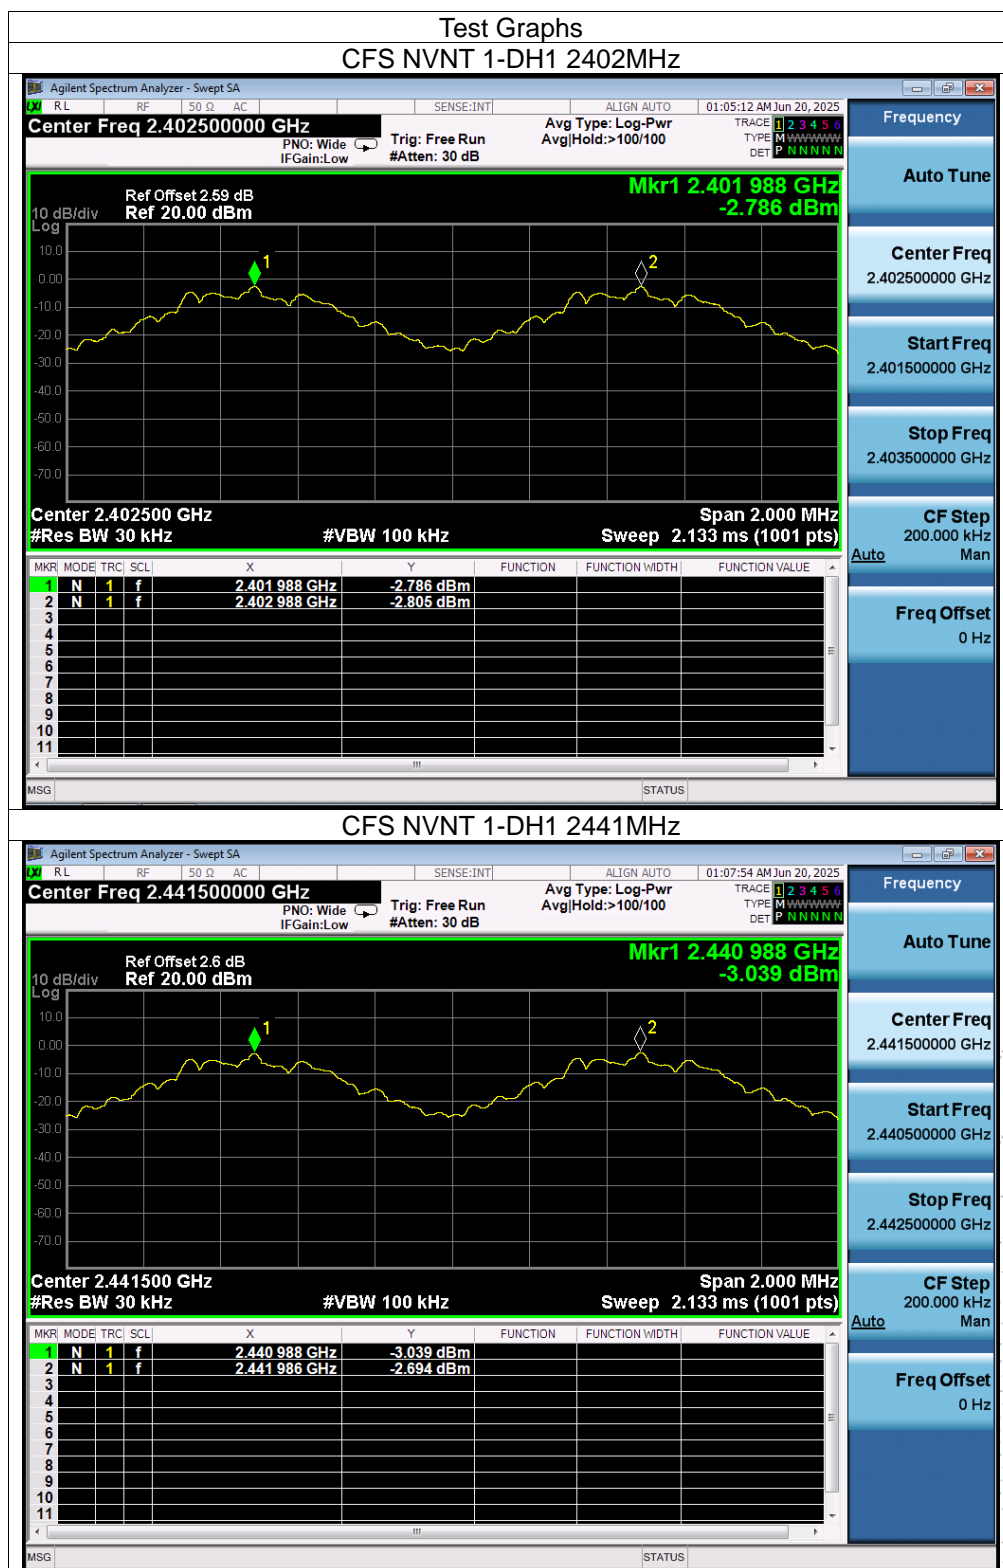 Test Graphs
CFS NVNT 1-DH1 2402MHz
Agilent Spectrum Analyzer - Swept SA
LXI RL RF 50 Ω AC SENSE:INT ALIGN AUTO 01:05:12 AM Jun 20, 2025
Center Freq 2.402500000 GHz
PNO: Wide
IFGain:Low
Trig: Free Run
#Atten: 30 dB
Avg Type: Log-Pwr
Avg|Hold:>100/100
TRACE 1 2 3 4 5 6
TYPE M WWWWW
DET P N N N N N
Frequency
Auto Tune
Center Freq
2.402500000 GHz
Start Freq
2.401500000 GHz
Stop Freq
2.403500000 GHz
CF Step
200.000 kHz
Auto Man
Freq Offset
0 Hz
Mkr1 2.401 988 GHz
-2.786 dBm
Ref Offset 2.59 dB
10 dB/div Ref 20.00 dBm
Log
10.0
0.00
-10.0
-20.0
-30.0
-40.0
-50.0
-60.0
-70.0
1
2
Center 2.402500 GHz Span 2.000 MHz
#Res BW 30 kHz #VBW 100 kHz Sweep 2.133 ms (1001 pts)
MKR MODE TRC SCL X Y FUNCTION FUNCTION WIDTH FUNCTION VALUE
1 N 1 f 2.401 988 GHz -2.786 dBm
2 N 1 f 2.402 988 GHz -2.805 dBm
3
4
5
6
7
8
9
10
11
MSG STATUS
CFS NVNT 1-DH1 2441MHz
Agilent Spectrum Analyzer - Swept SA
LXI RL RF 50 Ω AC SENSE:INT ALIGN AUTO 01:07:54 AM Jun 20, 2025
Center Freq 2.441500000 GHz
PNO: Wide
IFGain:Low
Trig: Free Run
#Atten: 30 dB
Avg Type: Log-Pwr
Avg|Hold:>100/100
TRACE 1 2 3 4 5 6
TYPE M WWWWW
DET P N N N N N
Frequency
Auto Tune
Center Freq
2.441500000 GHz
Start Freq
2.440500000 GHz
Stop Freq
2.442500000 GHz
CF Step
200.000 kHz
Auto Man
Freq Offset
0 Hz
Mkr1 2.440 988 GHz
-3.039 dBm
Ref Offset 2.6 dB
10 dB/div Ref 20.00 dBm
Log
10.0
0.00
-10.0
-20.0
-30.0
-40.0
-50.0
-60.0
-70.0
1
2
Center 2.441500 GHz Span 2.000 MHz
#Res BW 30 kHz #VBW 100 kHz Sweep 2.133 ms (1001 pts)
MKR MODE TRC SCL X Y FUNCTION FUNCTION WIDTH FUNCTION VALUE
1 N 1 f 2.440 988 GHz -3.039 dBm
2 N 1 f 2.441 986 GHz -2.694 dBm
3
4
5
6
7
8
9
10
11
MSG STATUS